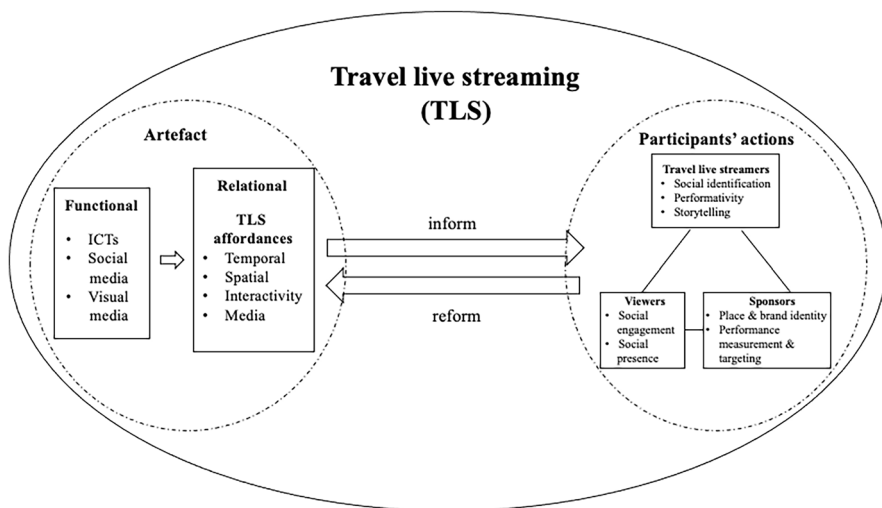 Travel live streaming
(TLS)
Artefact
Functional
• ICTs
• Social
media
• Visual
media
Relational
TLS
affordances
• Temporal
• Spatial
• Interactivity
• Media
inform
reform
Participants' actions
Travel live streamers
• Social identification
• Performativity
• Storytelling
Viewers
• Social
engagement
• Social
presence
Sponsors
• Place & brand identity
• Performance
measurement &
targeting